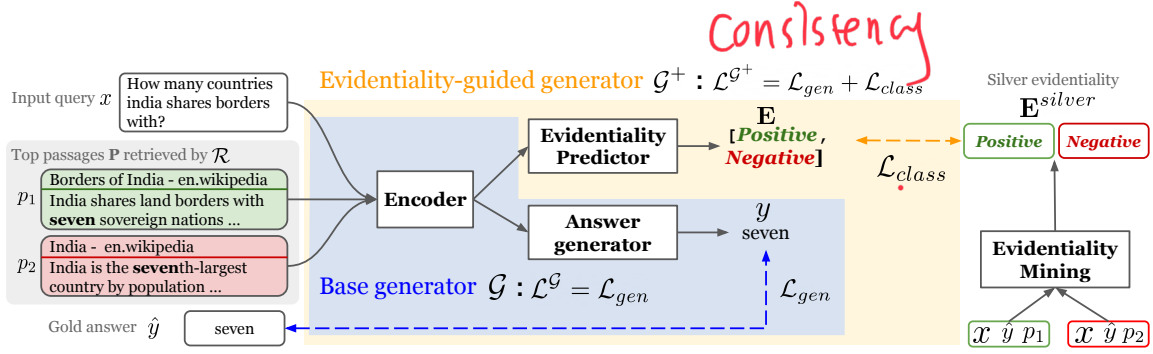 Consistency
Evidentiality-guided generator 𝒢⁺ : ℒ^𝒢⁺ = ℒ_gen + ℒ_class
Input query x
How many countries
india shares borders
with?
Top passages P retrieved by ℛ
p₁
Borders of India - en.wikipedia
India shares land borders with
seven sovereign nations ...
p₂
India - en.wikipedia
India is the seventh-largest
country by population ...
Gold answer ŷ
seven
Encoder
Evidentiality
Predictor
E
[Positive,
Negative]
Answer
generator
y
seven
Base generator 𝒢 : ℒ^𝒢 = ℒ_gen
ℒ_gen
ℒ_class
Silver evidentiality
E^silver
Positive
Negative
Evidentiality
Mining
x ŷ p₁
x ŷ p₂